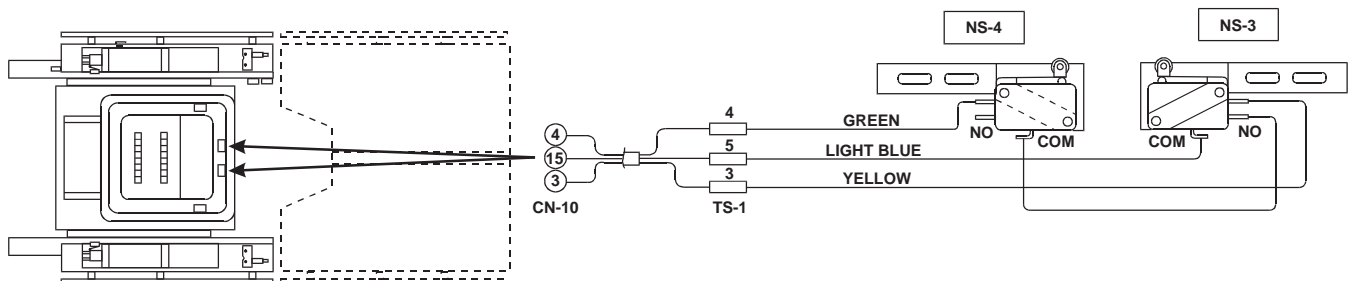 NS-4
NS-3
4
15
3
CN-10
4
5
3
TS-1
GREEN
LIGHT BLUE
YELLOW
NO
COM
COM
NO